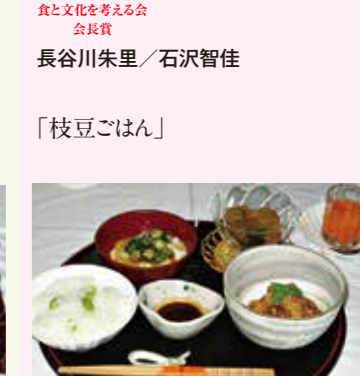 食と文化を考える会
会長賞
長谷川朱里／石沢智佳
「枝豆ごはん」